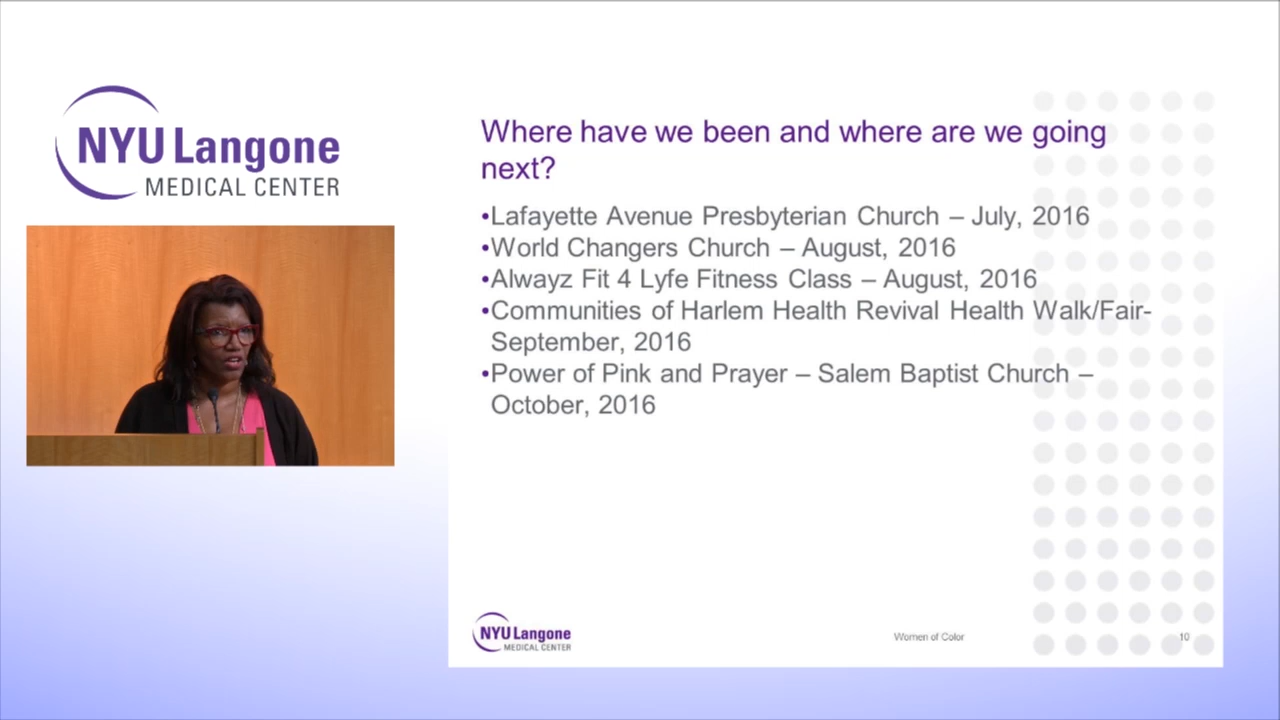 NYU Langone
MEDICAL CENTER
Where have we been and where are we going
next?
•Lafayette Avenue Presbyterian Church – July, 2016
•World Changers Church – August, 2016
•Alwayz Fit 4 Lyfe Fitness Class – August, 2016
•Communities of Harlem Health Revival Health Walk/Fair-
September, 2016
•Power of Pink and Prayer – Salem Baptist Church –
October, 2016
NYU Langone
MEDICAL CENTER
Women of Color
10